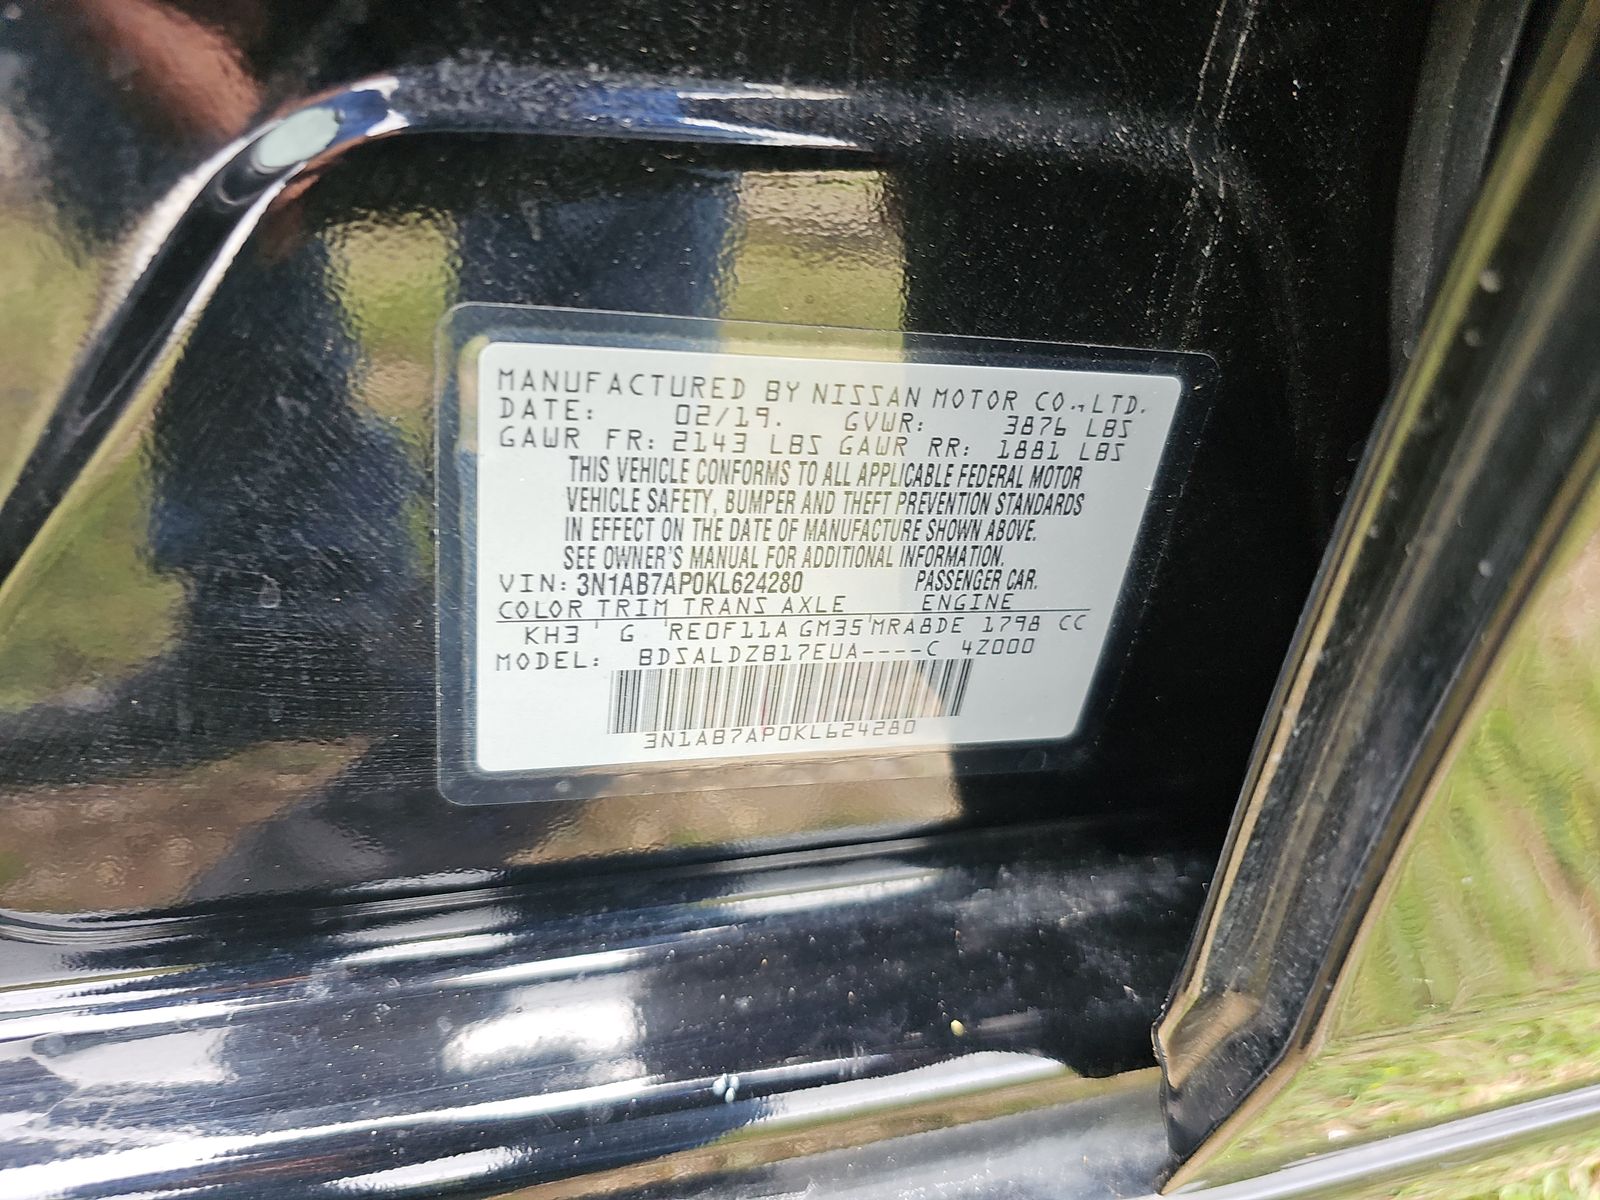 MANUFACTURED BY NISSAN MOTOR CO., LTD.
DATE: 02/19. GVWR: 3876 LBS
GAWR FR: 2143 LBS GAWR RR: 1881 LBS
THIS VEHICLE CONFORMS TO ALL APPLICABLE FEDERAL MOTOR
VEHICLE SAFETY, BUMPER AND THEFT PREVENTION STANDARDS
IN EFFECT ON THE DATE OF MANUFACTURE SHOWN ABOVE.
SEE OWNER'S MANUAL FOR ADDITIONAL INFORMATION.
VIN: 3N1AB7AP0KL624280 PASSENGER CAR.
COLOR TRIM TRANS AXLE ENGINE
KH3 G RE0F11A GM35 MRA8DE 1798 CC
MODEL: BDSALDZB17EUA----C 4Z000
3N1AB7AP0KL624280